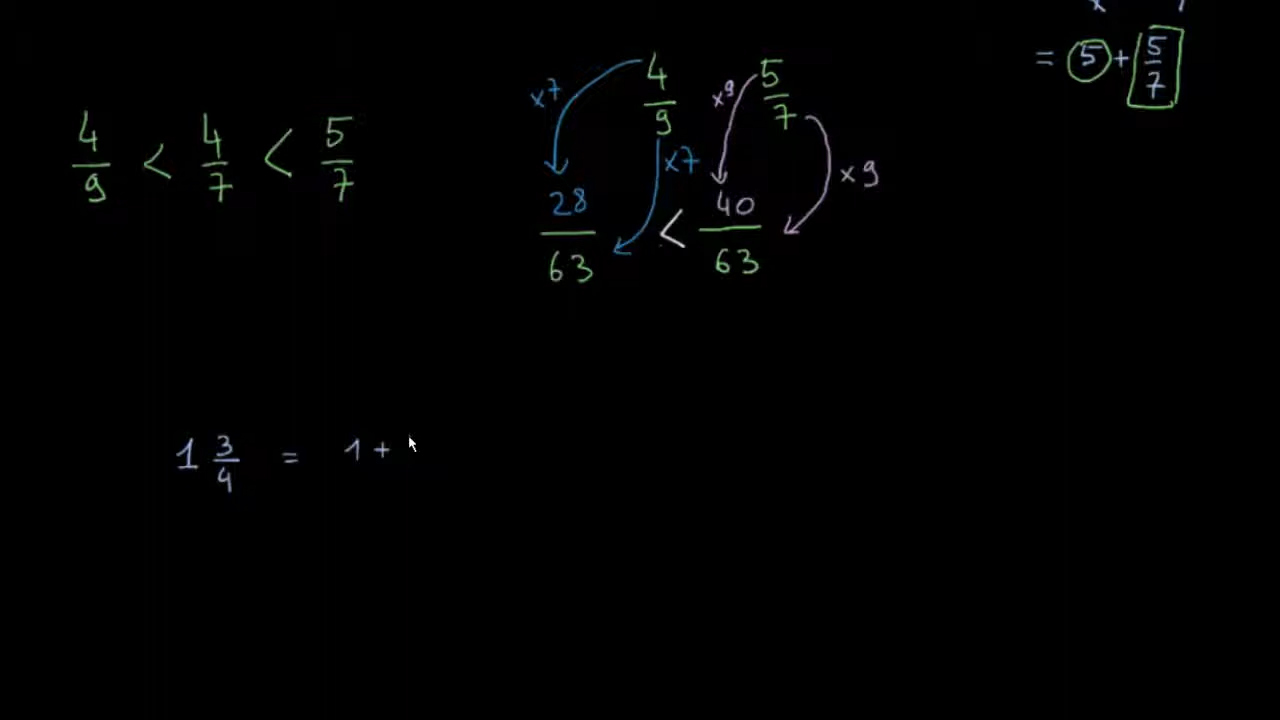 = 5 + 5/7
4/9 < 4/7 < 5/7
4/9 5/7
x7 x9
x7 x9
28/63 < 40/63
1 3/4 = 1 +